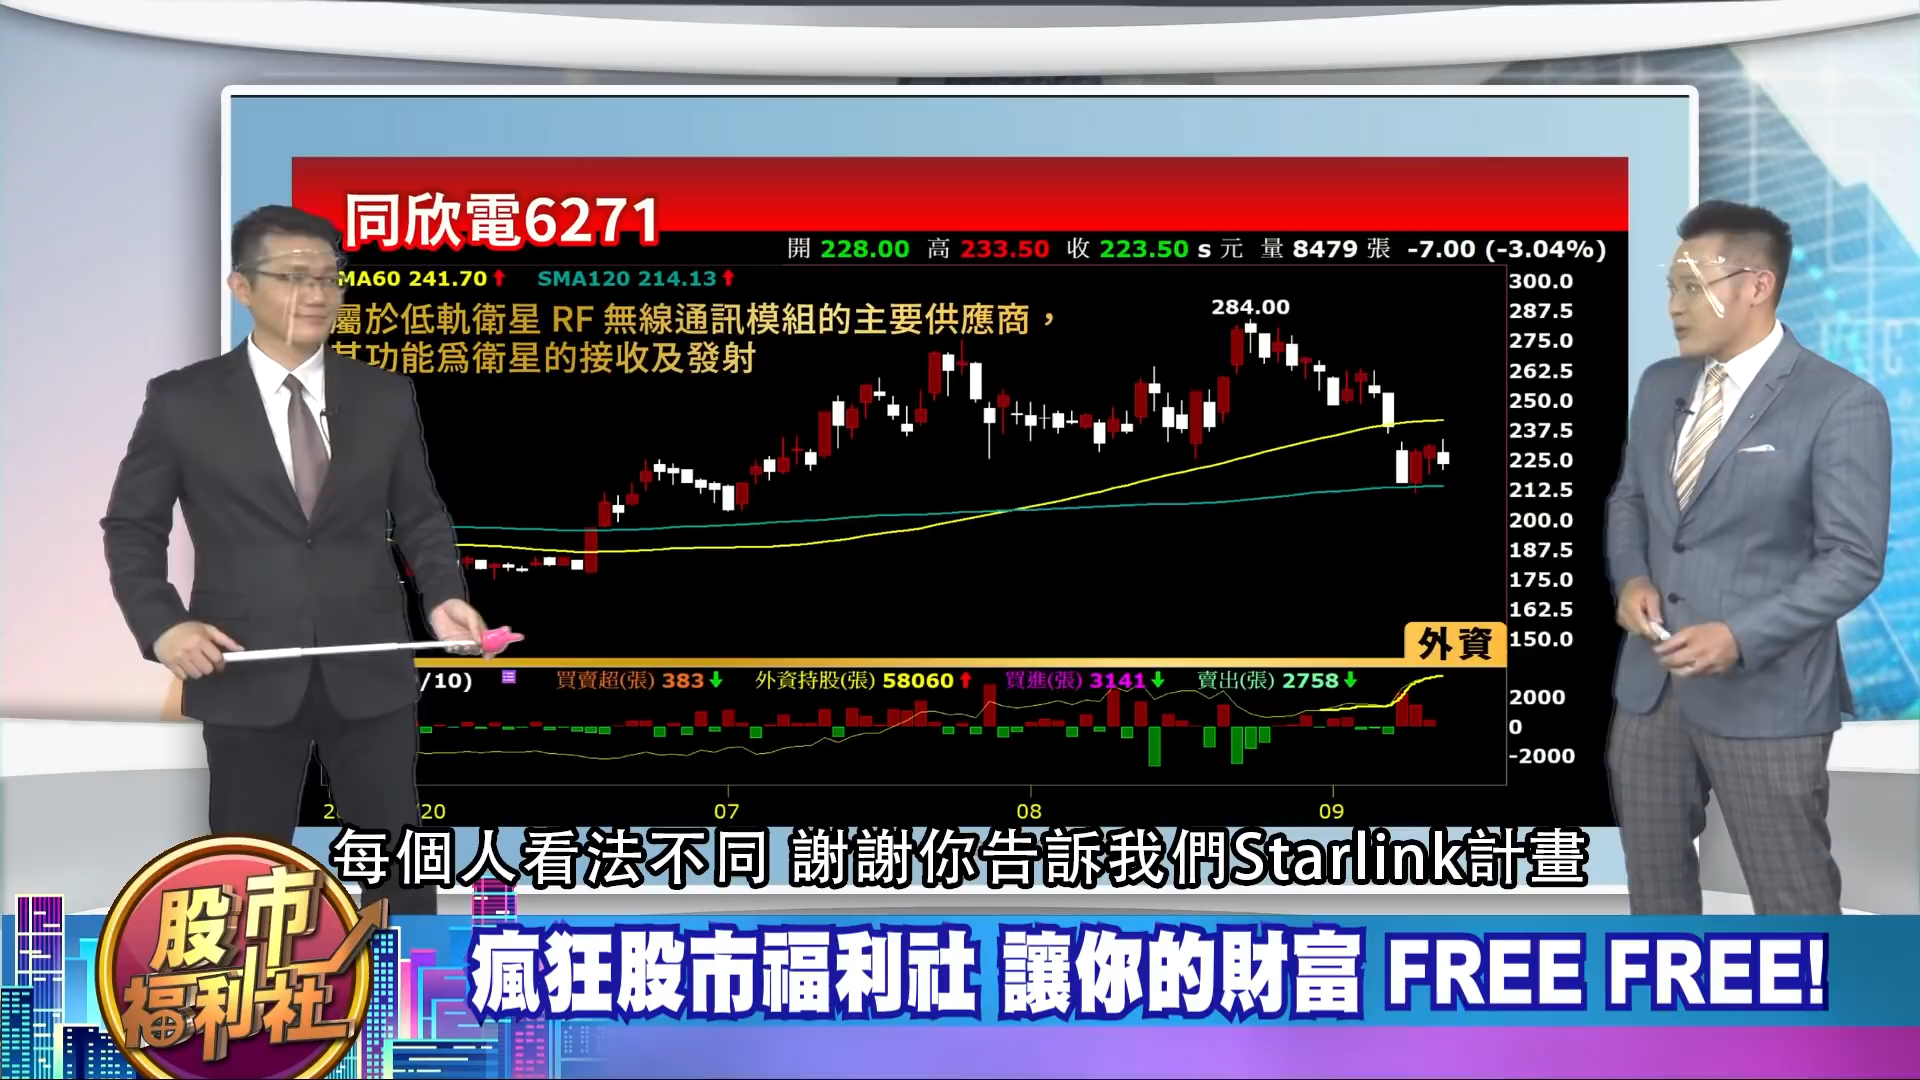 同欣電6271
開 228.00 高 233.50 收 223.50 s 元 量 8479 張 -7.00 (-3.04%)
MA60 241.70↑ SMA120 214.13↑
屬於低軌衛星 RF 無線通訊模組的主要供應商，
其功能為衛星的接收及發射
284.00
300.0
287.5
275.0
262.5
250.0
237.5
225.0
212.5
200.0
187.5
175.0
162.5
150.0
外資
/10) 買賣超(張) 383↓ 外資持股(張) 58060↑ 買進(張) 3141↓ 賣出(張) 2758↓
2000
0
-2000
20 07 08 09
每個人看法不同 謝謝你告訴我們Starlink計畫
股市
福利社
瘋狂股市福利社 讓你的財富 FREE FREE!